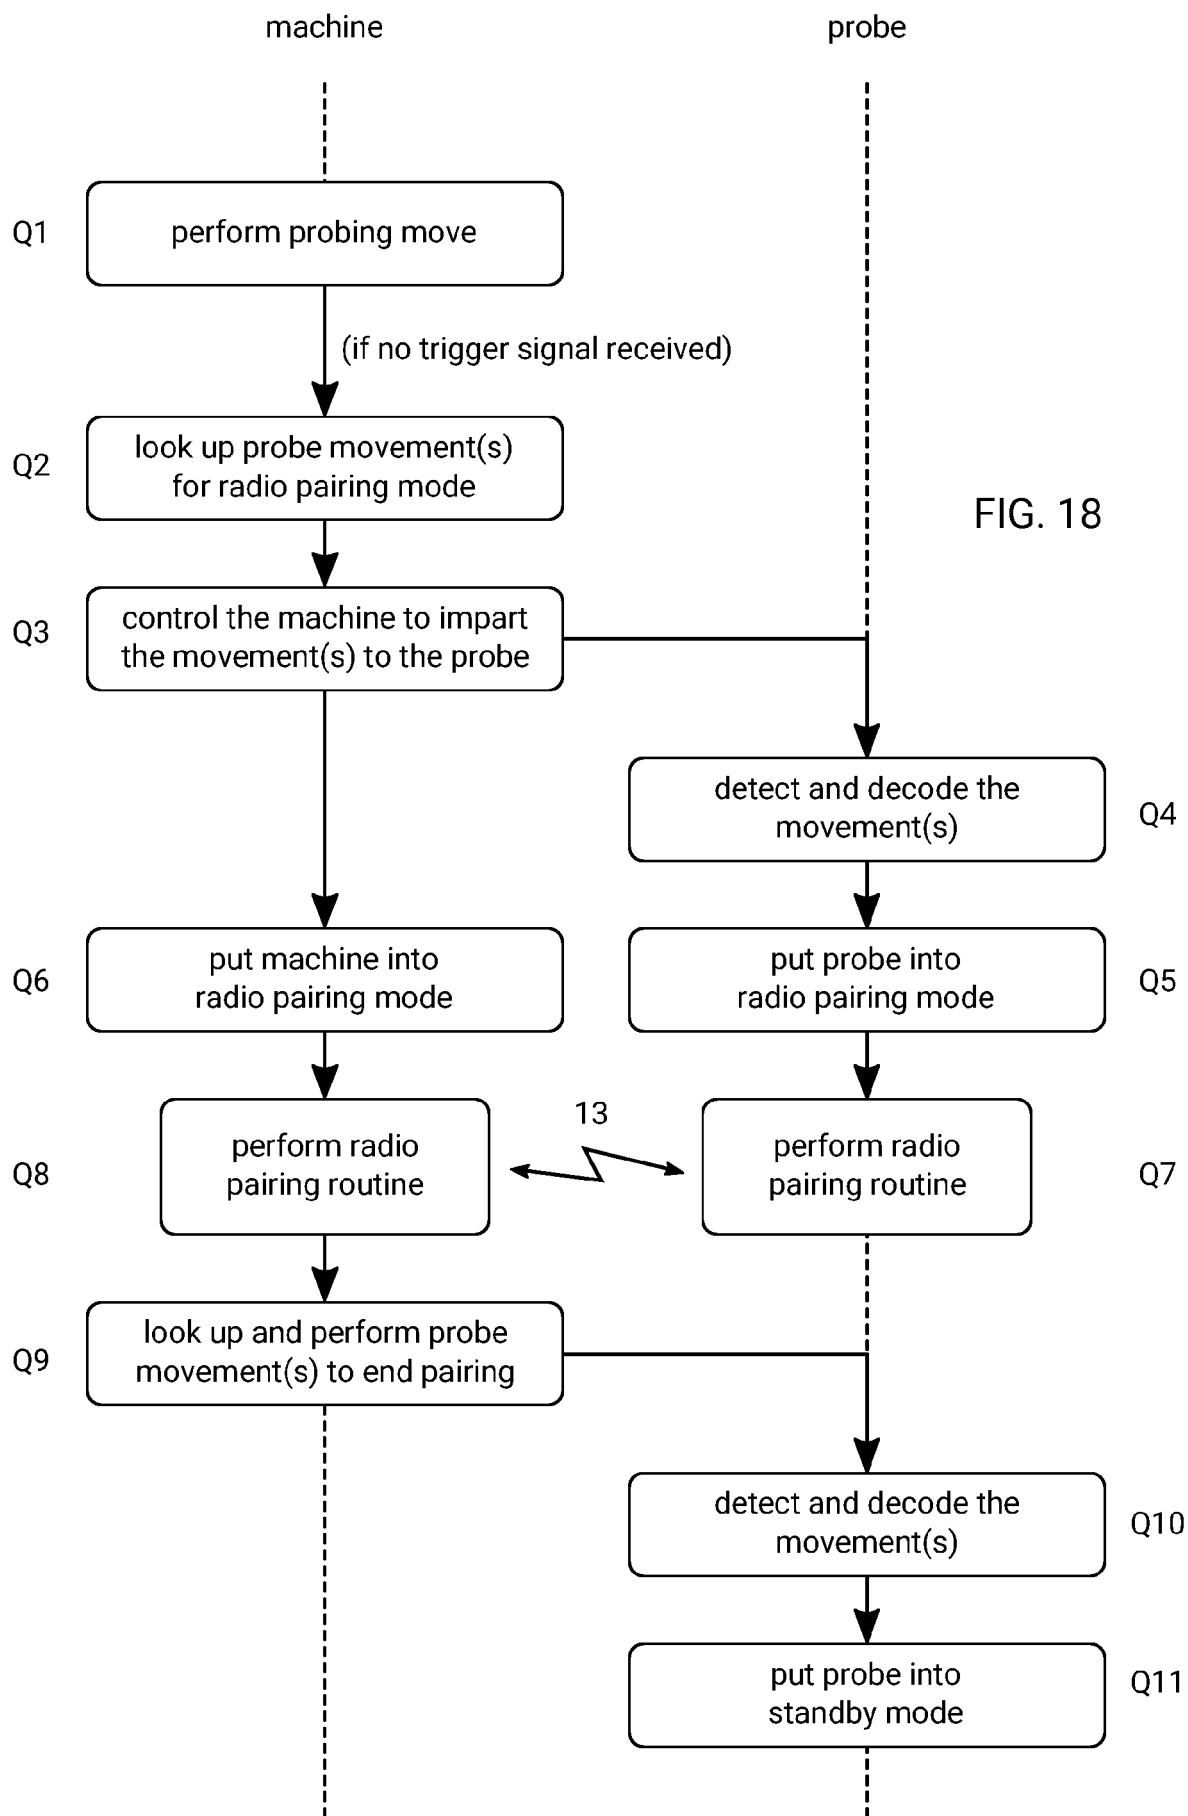 machine
probe
Q1
perform probing move
(if no trigger signal received)
Q2
look up probe movement(s)
for radio pairing mode
FIG. 18
Q3
control the machine to impart
the movement(s) to the probe
detect and decode the
movement(s)
Q4
Q6
put machine into
radio pairing mode
put probe into
radio pairing mode
Q5
13
Q8
perform radio
pairing routine
perform radio
pairing routine
Q7
Q9
look up and perform probe
movement(s) to end pairing
detect and decode the
movement(s)
Q10
put probe into
standby mode
Q11